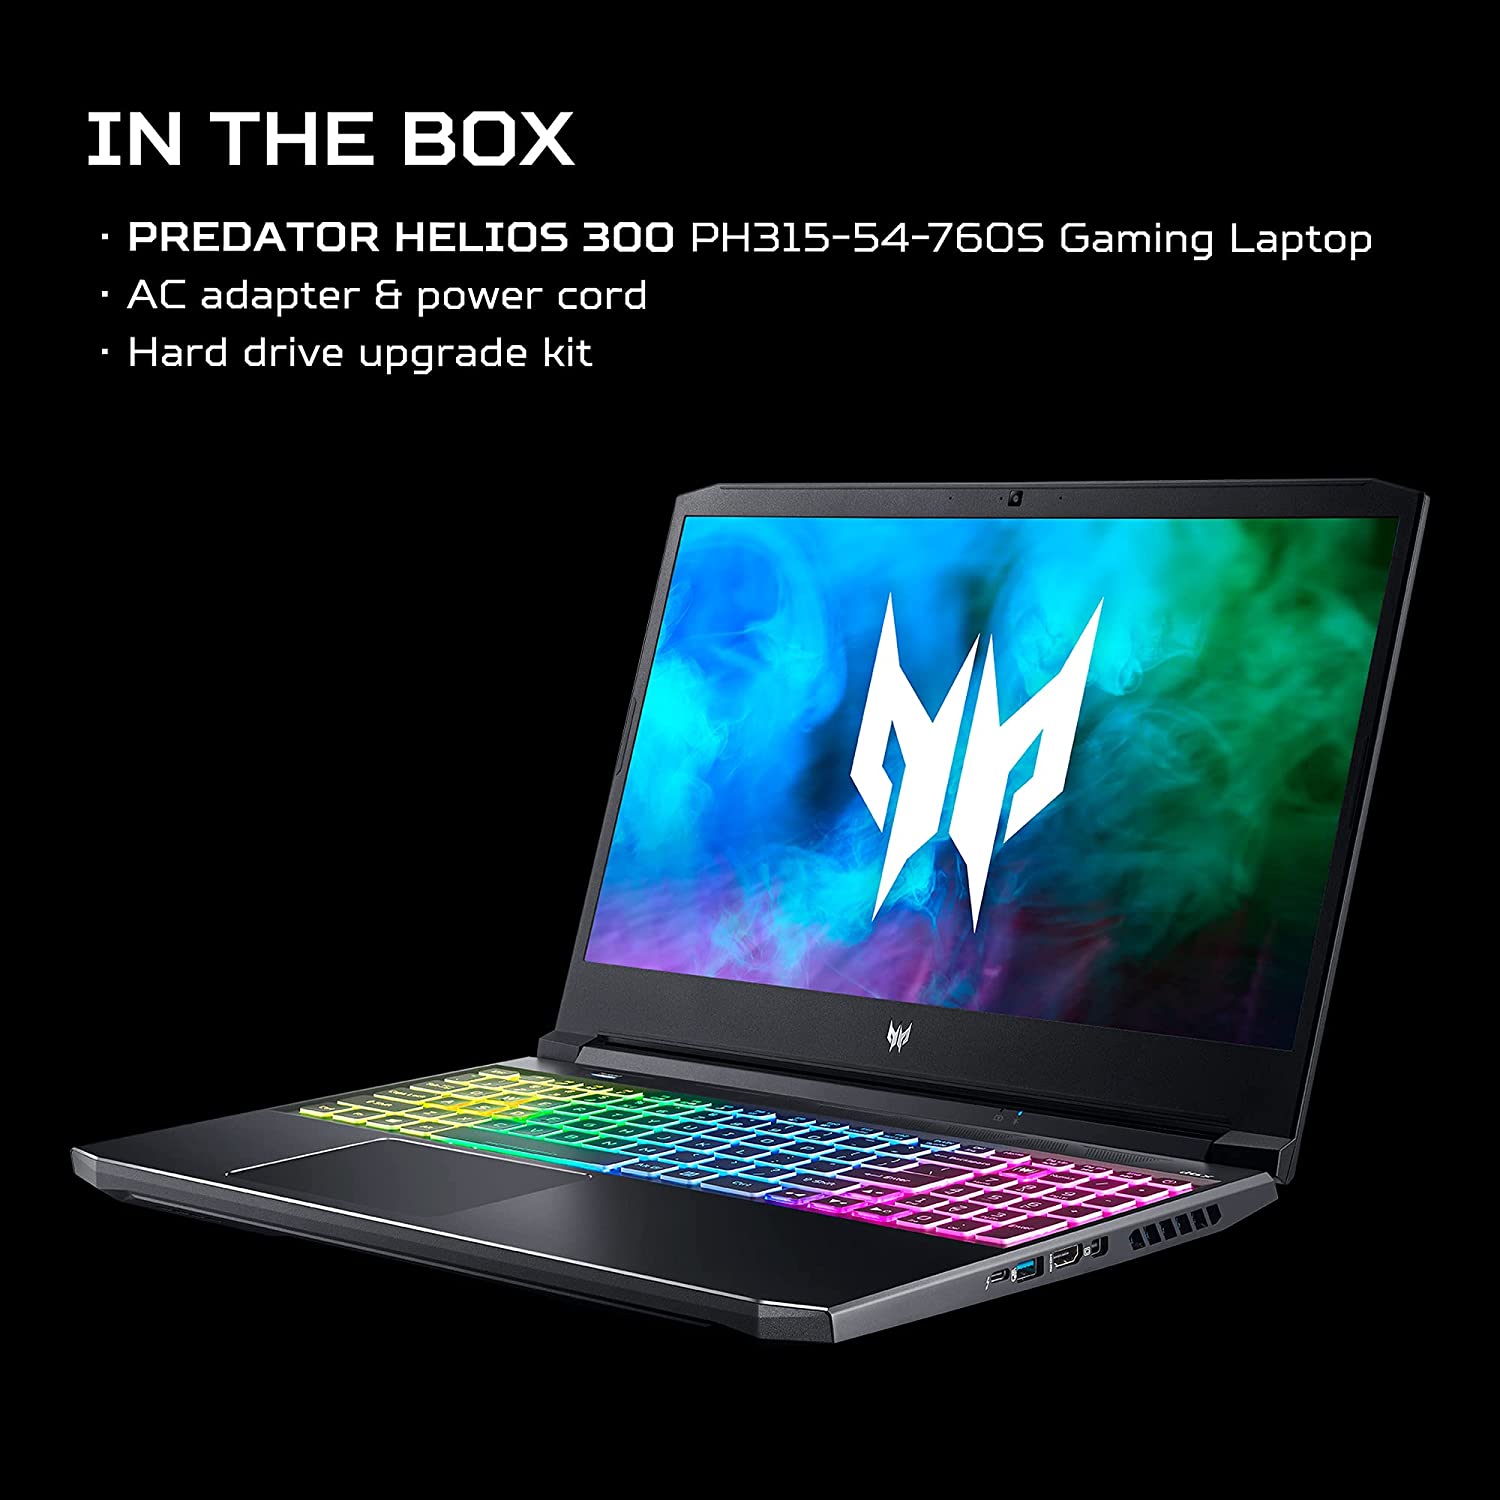 IN THE BOX
· PREDATOR HELIOS 300 PH315-54-760S Gaming Laptop
· AC adapter & power cord
· Hard drive upgrade kit